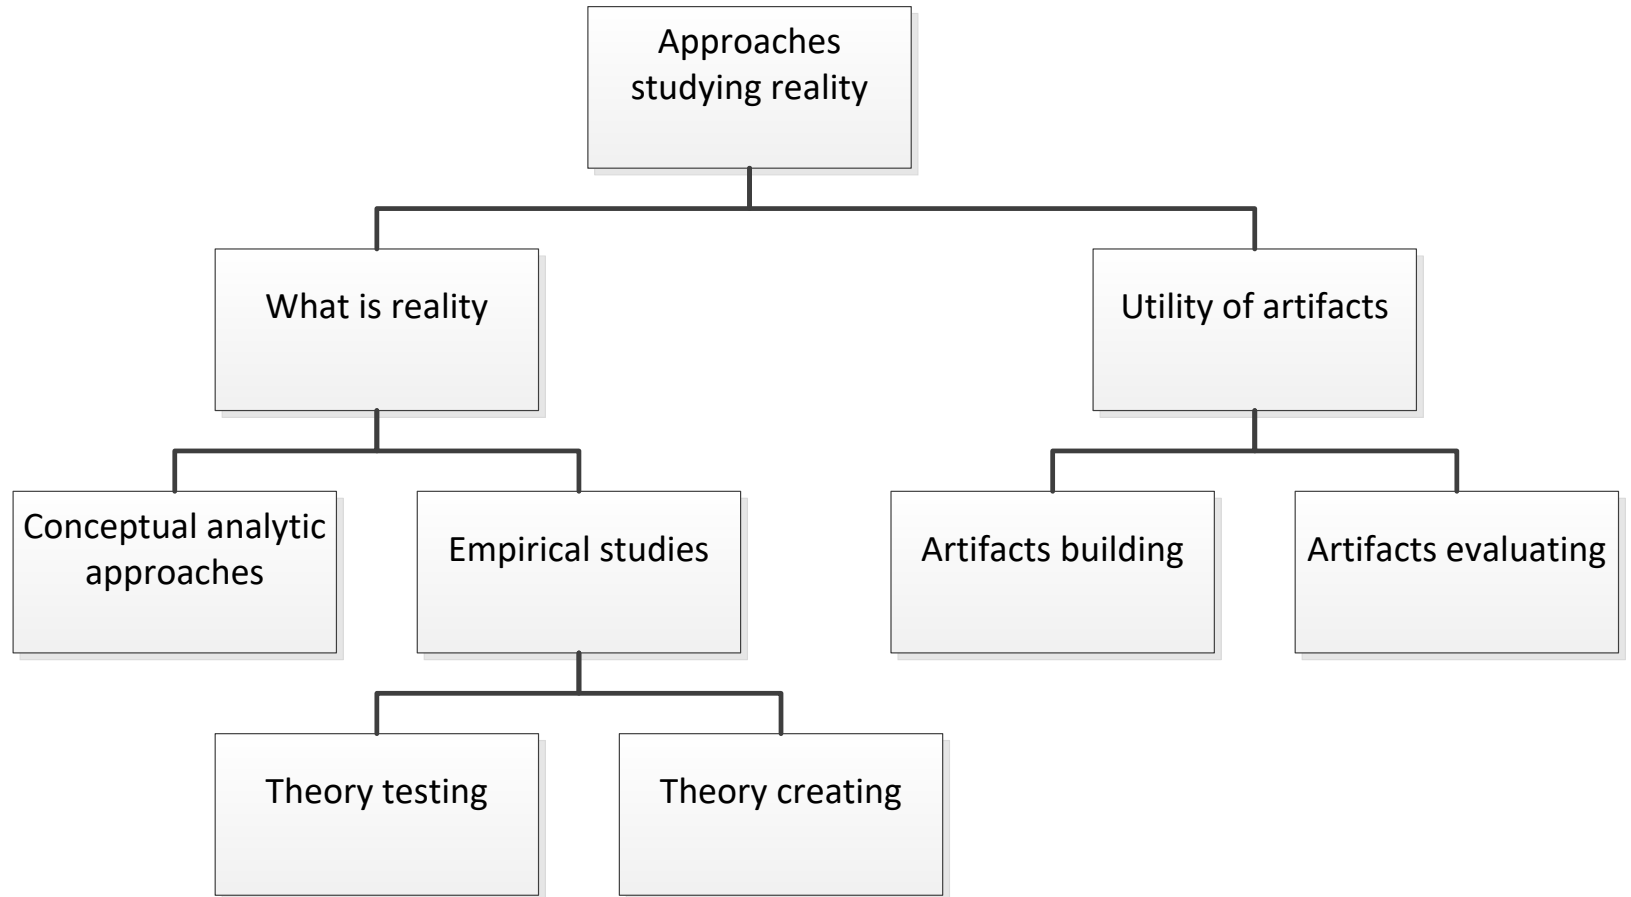 Approaches
studying reality
What is reality
Utility of artifacts
Conceptual analytic
approaches
Empirical studies
Artifacts building
Artifacts evaluating
Theory testing
Theory creating